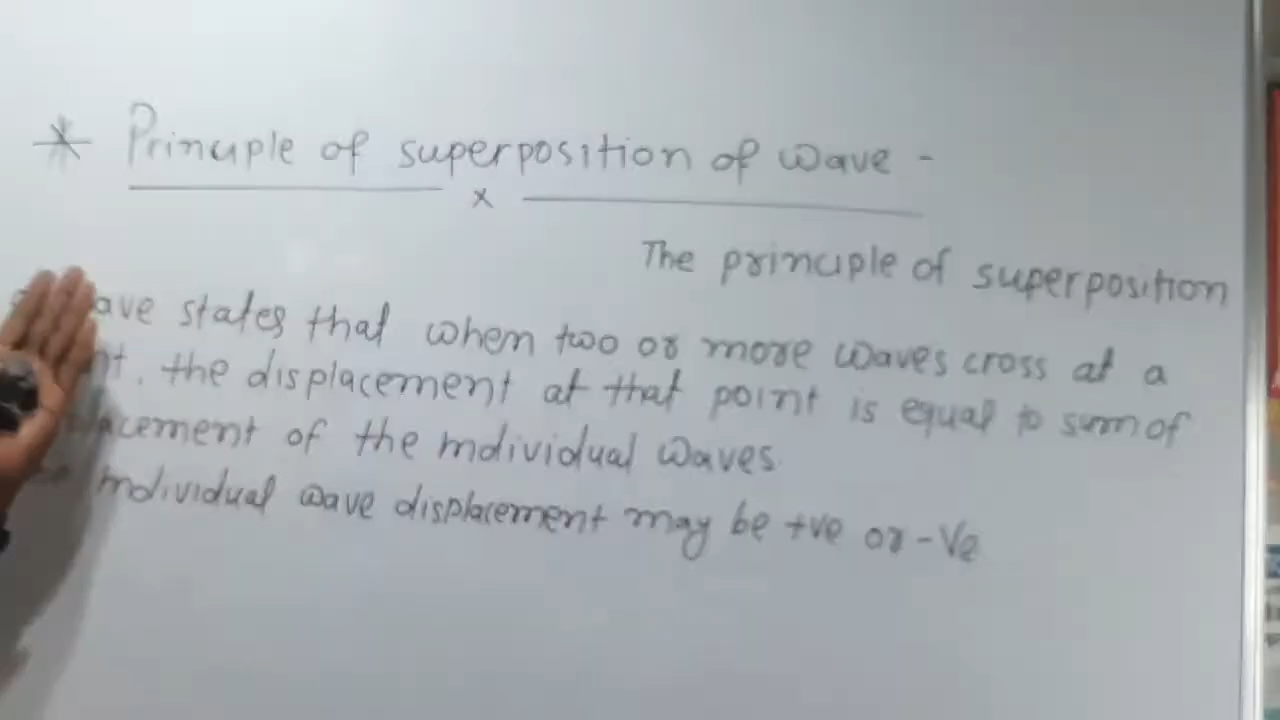 * Principle of superposition of wave -
x
The principle of superposition
states that when two or more waves cross at a
the displacement at that point is equal to sum of
of the individual waves.
individual wave displacement may be +ve or -ve